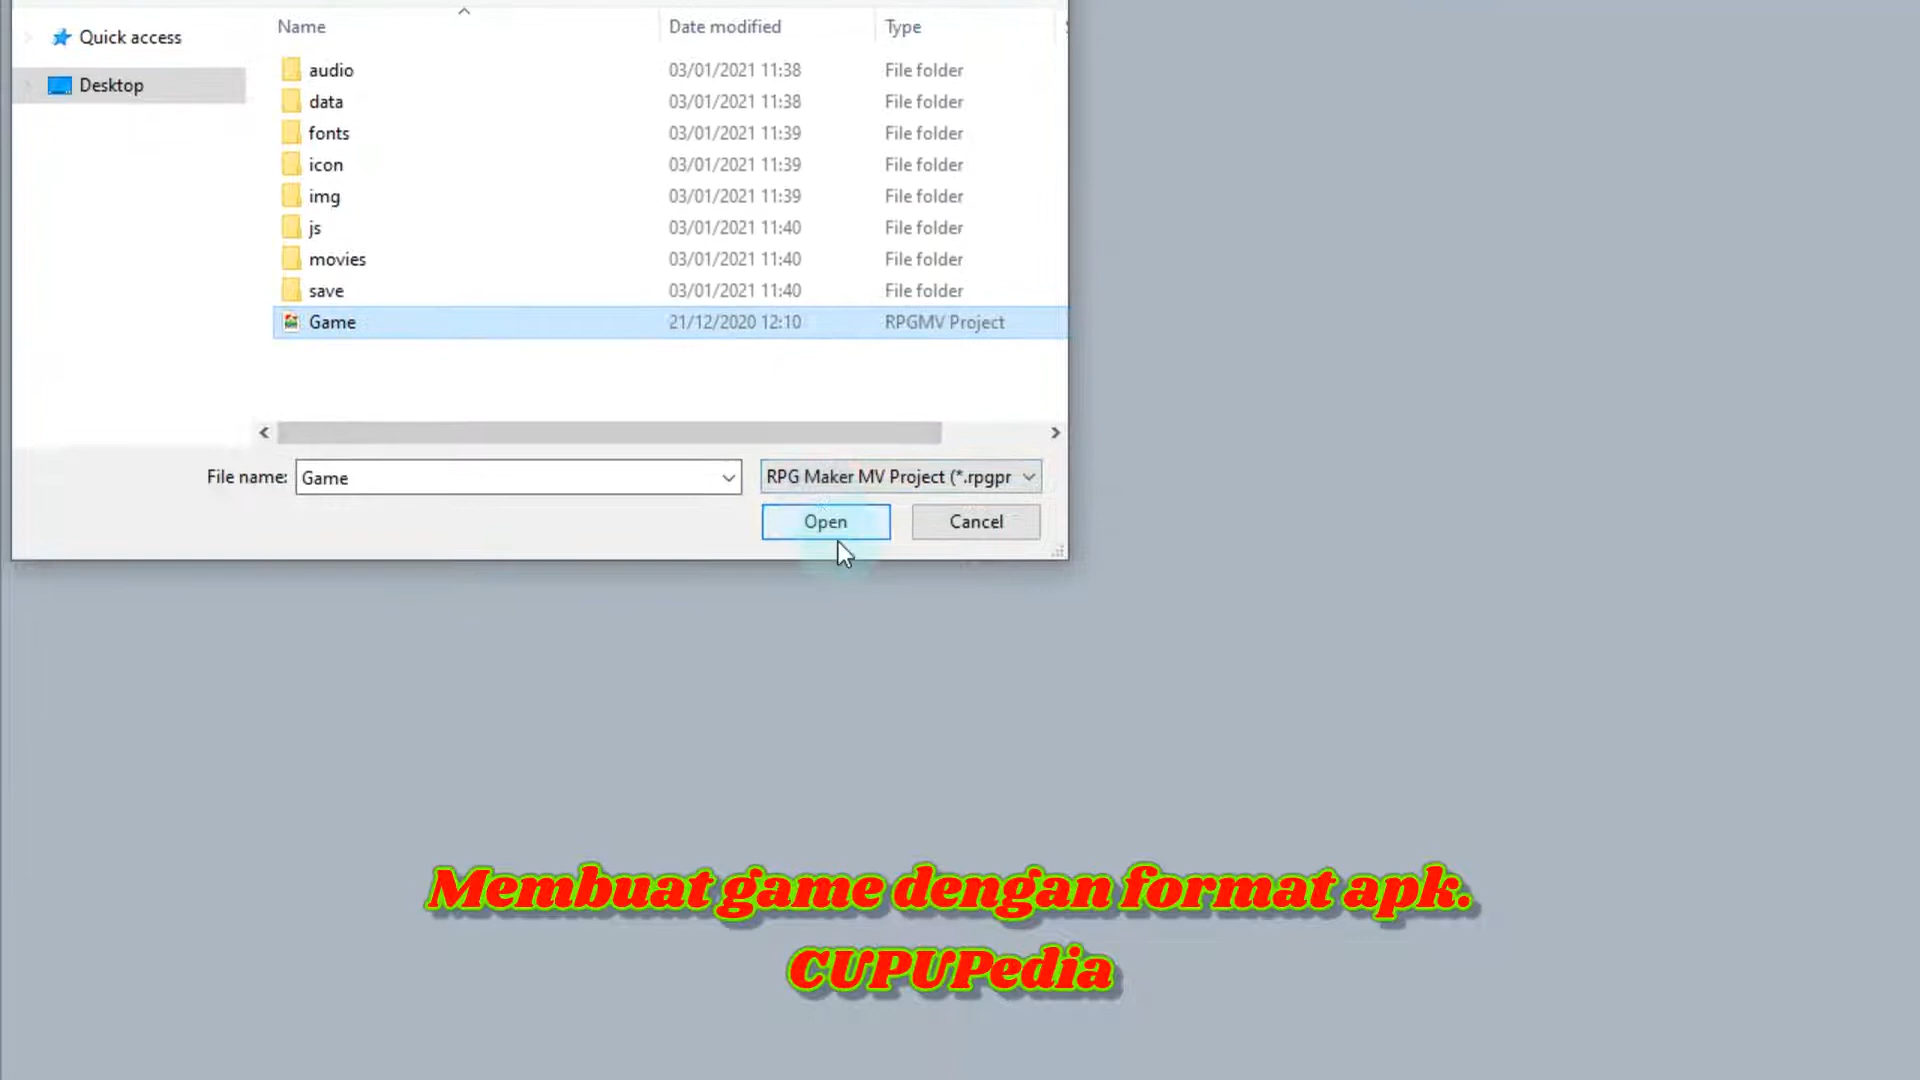 Quick access
Desktop
Name Date modified Type
audio 03/01/2021 11:38 File folder
data 03/01/2021 11:38 File folder
fonts 03/01/2021 11:39 File folder
icon 03/01/2021 11:39 File folder
img 03/01/2021 11:39 File folder
js 03/01/2021 11:40 File folder
movies 03/01/2021 11:40 File folder
save 03/01/2021 11:40 File folder
Game 21/12/2020 12:10 RPGMV Project
File name: Game RPG Maker MV Project (*.rpgpr
Open Cancel
Membuat game dengan format apk.
CUPUPedia